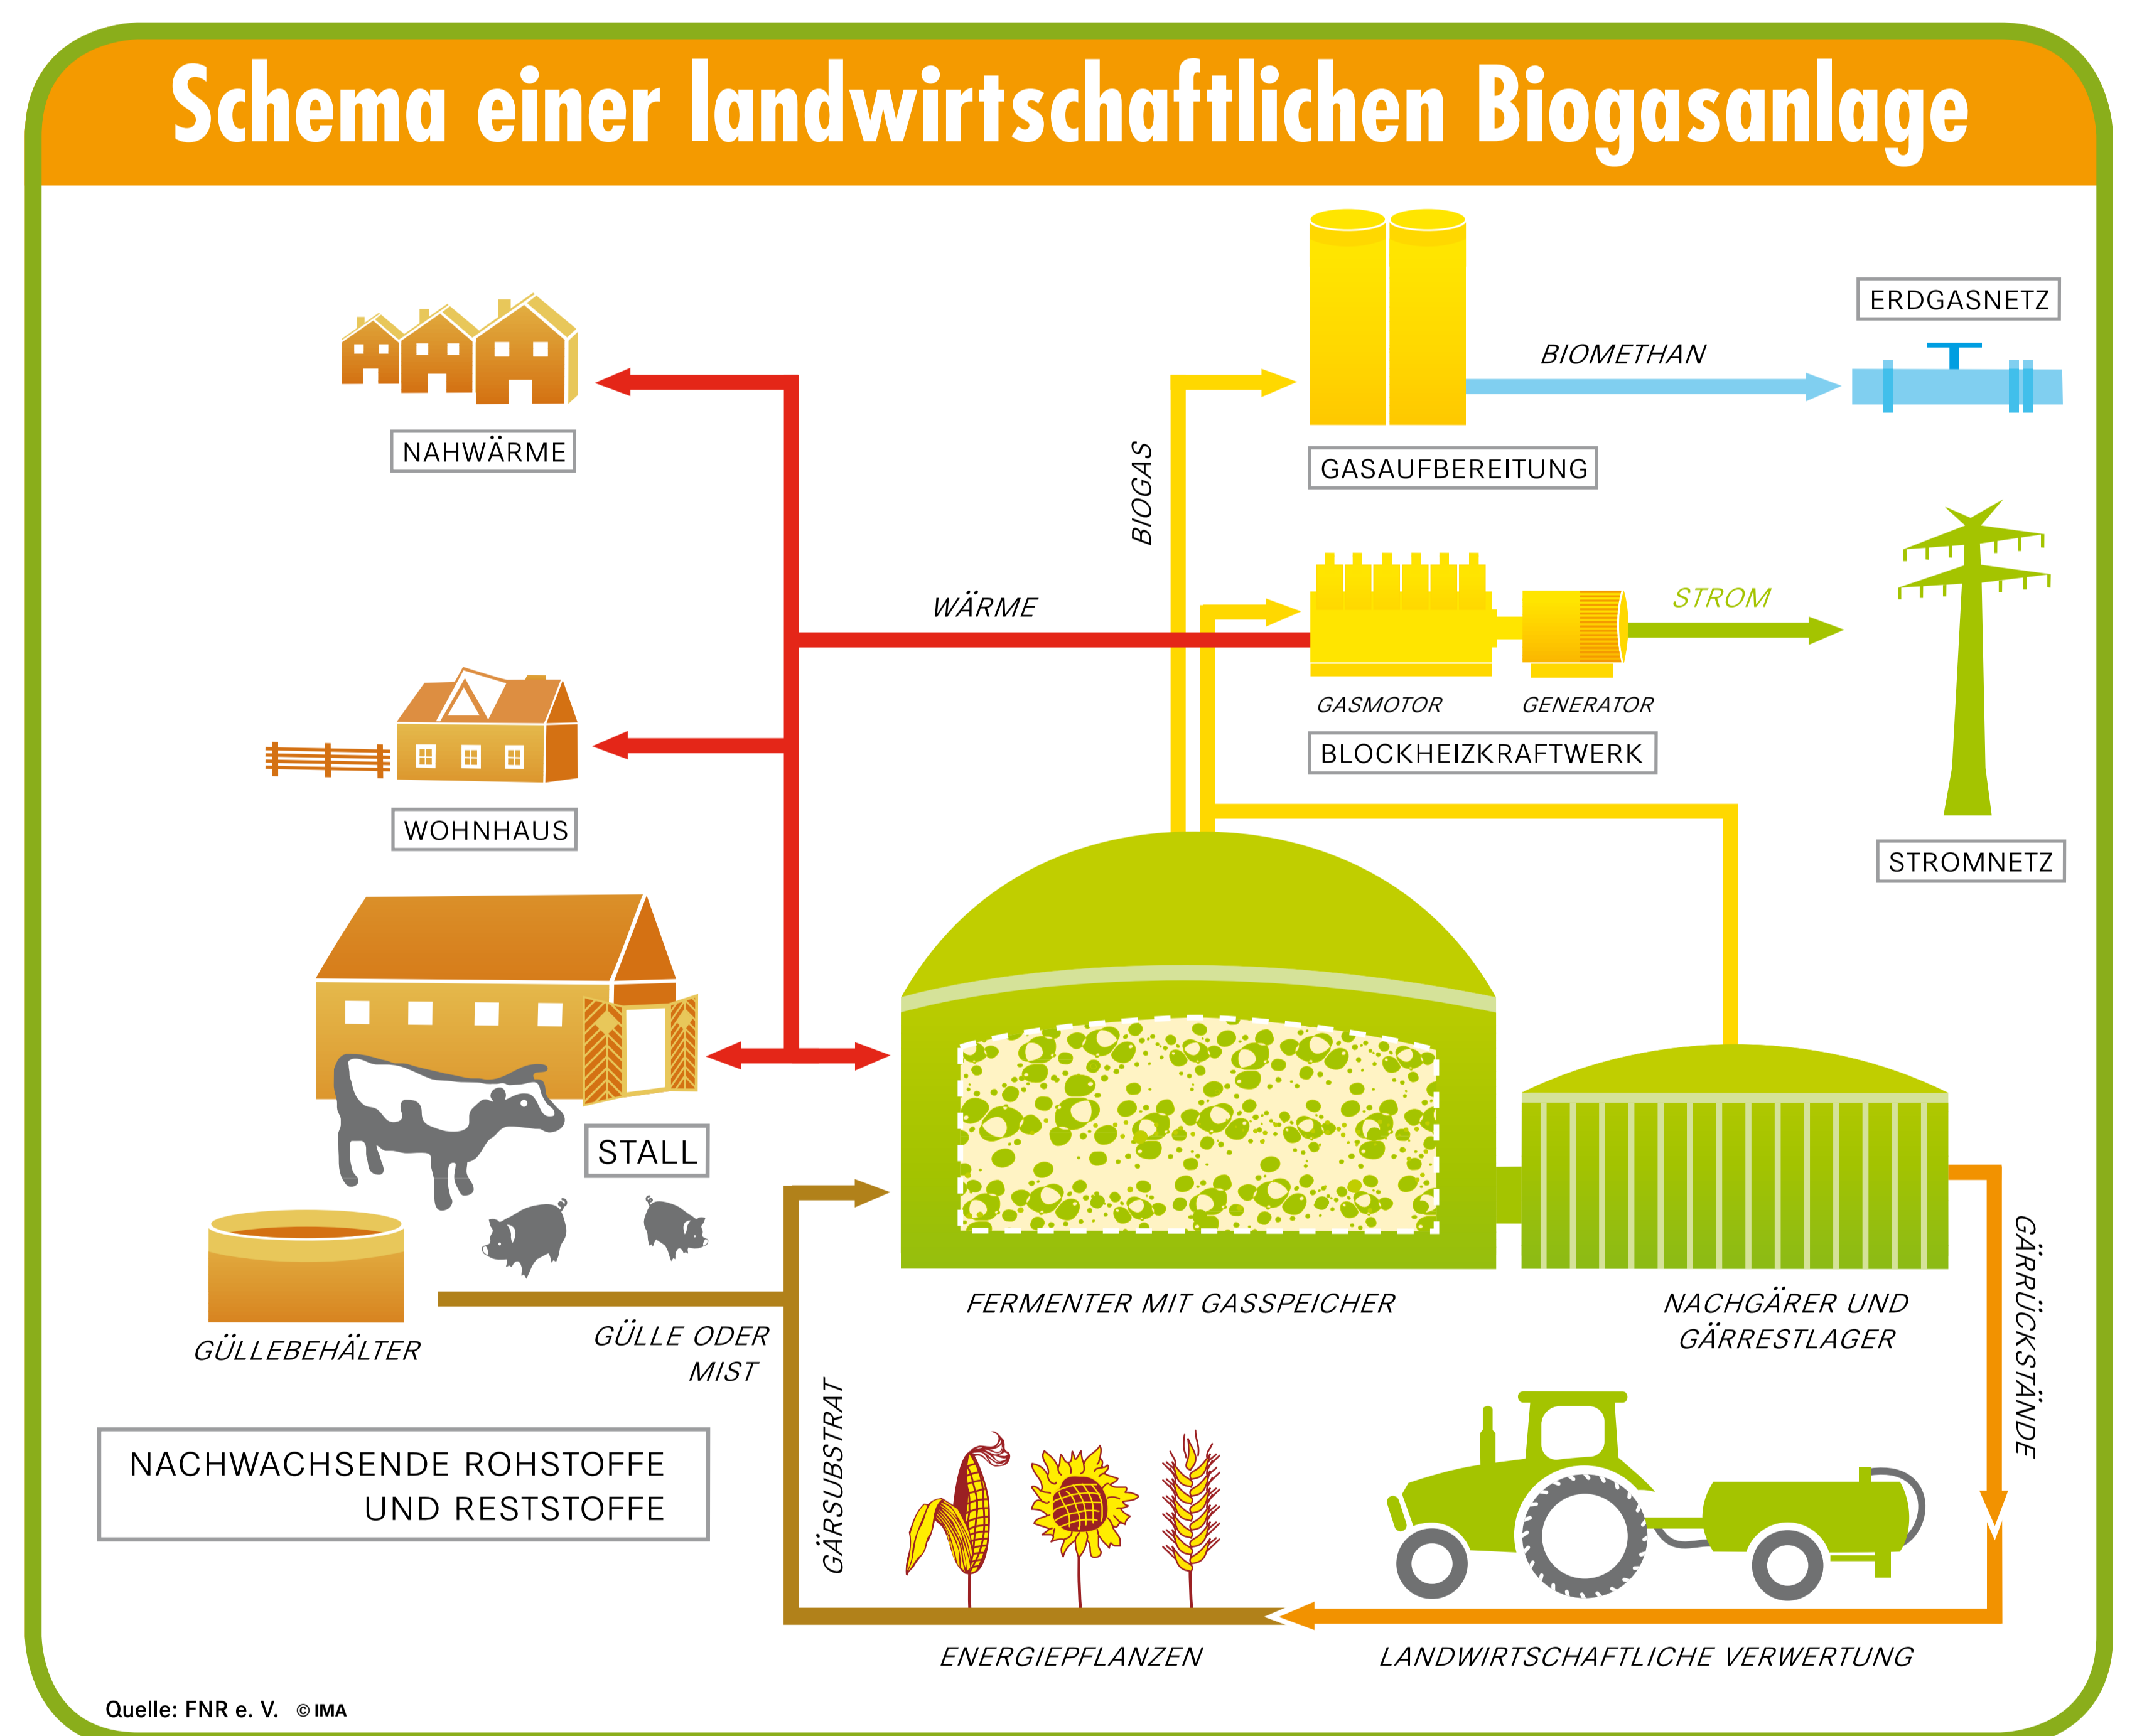 Schema einer landwirtschaftlichen Biogasanlage
ERDGASNETZ
BIOMETHAN
NAHWÄRME
BIOGAS
GASAUFBEREITUNG
WÄRME
STROM
GASMOTOR
GENERATOR
BLOCKHEIZKRAFTWERK
WOHNHAUS
STROMNETZ
STALL
FERMENTER MIT GASSPEICHER
NACHGÄRER UND
GÄRRESTLAGER
GÄRRÜCKSTÄNDE
GÜLLEBEHÄLTER
GÜLLE ODER
MIST
GÄRSUBSTRAT
NACHWACHSENDE ROHSTOFFE
UND RESTSTOFFE
ENERGIEPFLANZEN
LANDWIRTSCHAFTLICHE VERWERTUNG
Quelle: FNR e. V. © IMA